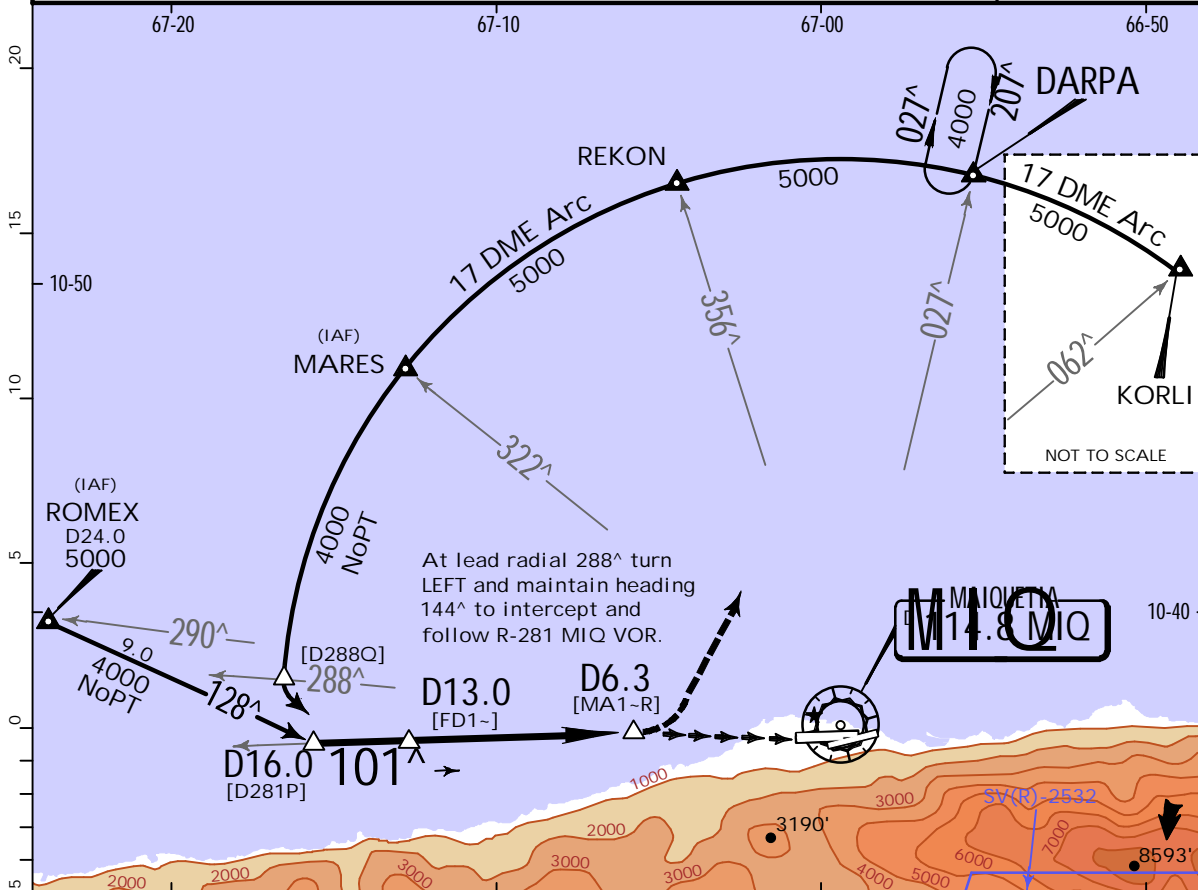 67-20
67-10
67-00
66-50
20
15
10
5
0
5
10-50
10-40
DARPA
027^
4000
207^
REKON
5000
17 DME Arc
5000
17 DME Arc
5000
(IAF)
MARES
356^
027^
062^
KORLI
NOT TO SCALE
322^
(IAF)
ROMEX
D24.0
5000
4000
NoPT
At lead radial 288^ turn
LEFT and maintain heading
144^ to intercept and
follow R-281 MIQ VOR.
290^
9.0
4000
NoPT
128^
[D288Q]
288^
D13.0
[FD1~]
D6.3
[MA1~R]
MAIQUETIA
D 114.8 MIQ
MIQ
D16.0
[D281P]
101^
1000
2000
3190'
3000
SV(R)-2532
7000
8593'
6000
5000
4000
3000
3000
3000
2000
2000